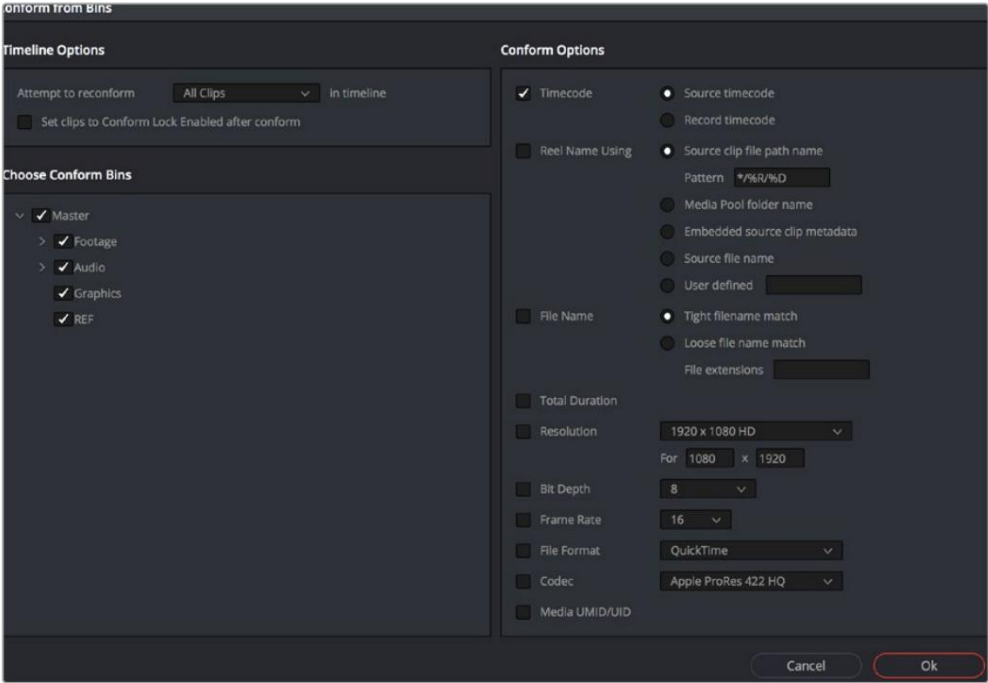 Conform from Bins
Timeline Options
Attempt to reconform All Clips in timeline
Set clips to Conform Lock Enabled after conform
Choose Conform Bins
Master
Footage
Audio
Graphics
REF
Conform Options
Timecode Source timecode
Record timecode
Reel Name Using Source clip file path name
Pattern */%R/%D
Media Pool folder name
Embedded source clip metadata
Source file name
User defined
File Name Tight filename match
Loose file name match
File extensions
Total Duration
Resolution 1920 x 1080 HD
For 1080 x 1920
Bit Depth 8
Frame Rate 16
File Format QuickTime
Codec Apple ProRes 422 HQ
Media UMID/UID
Cancel Ok